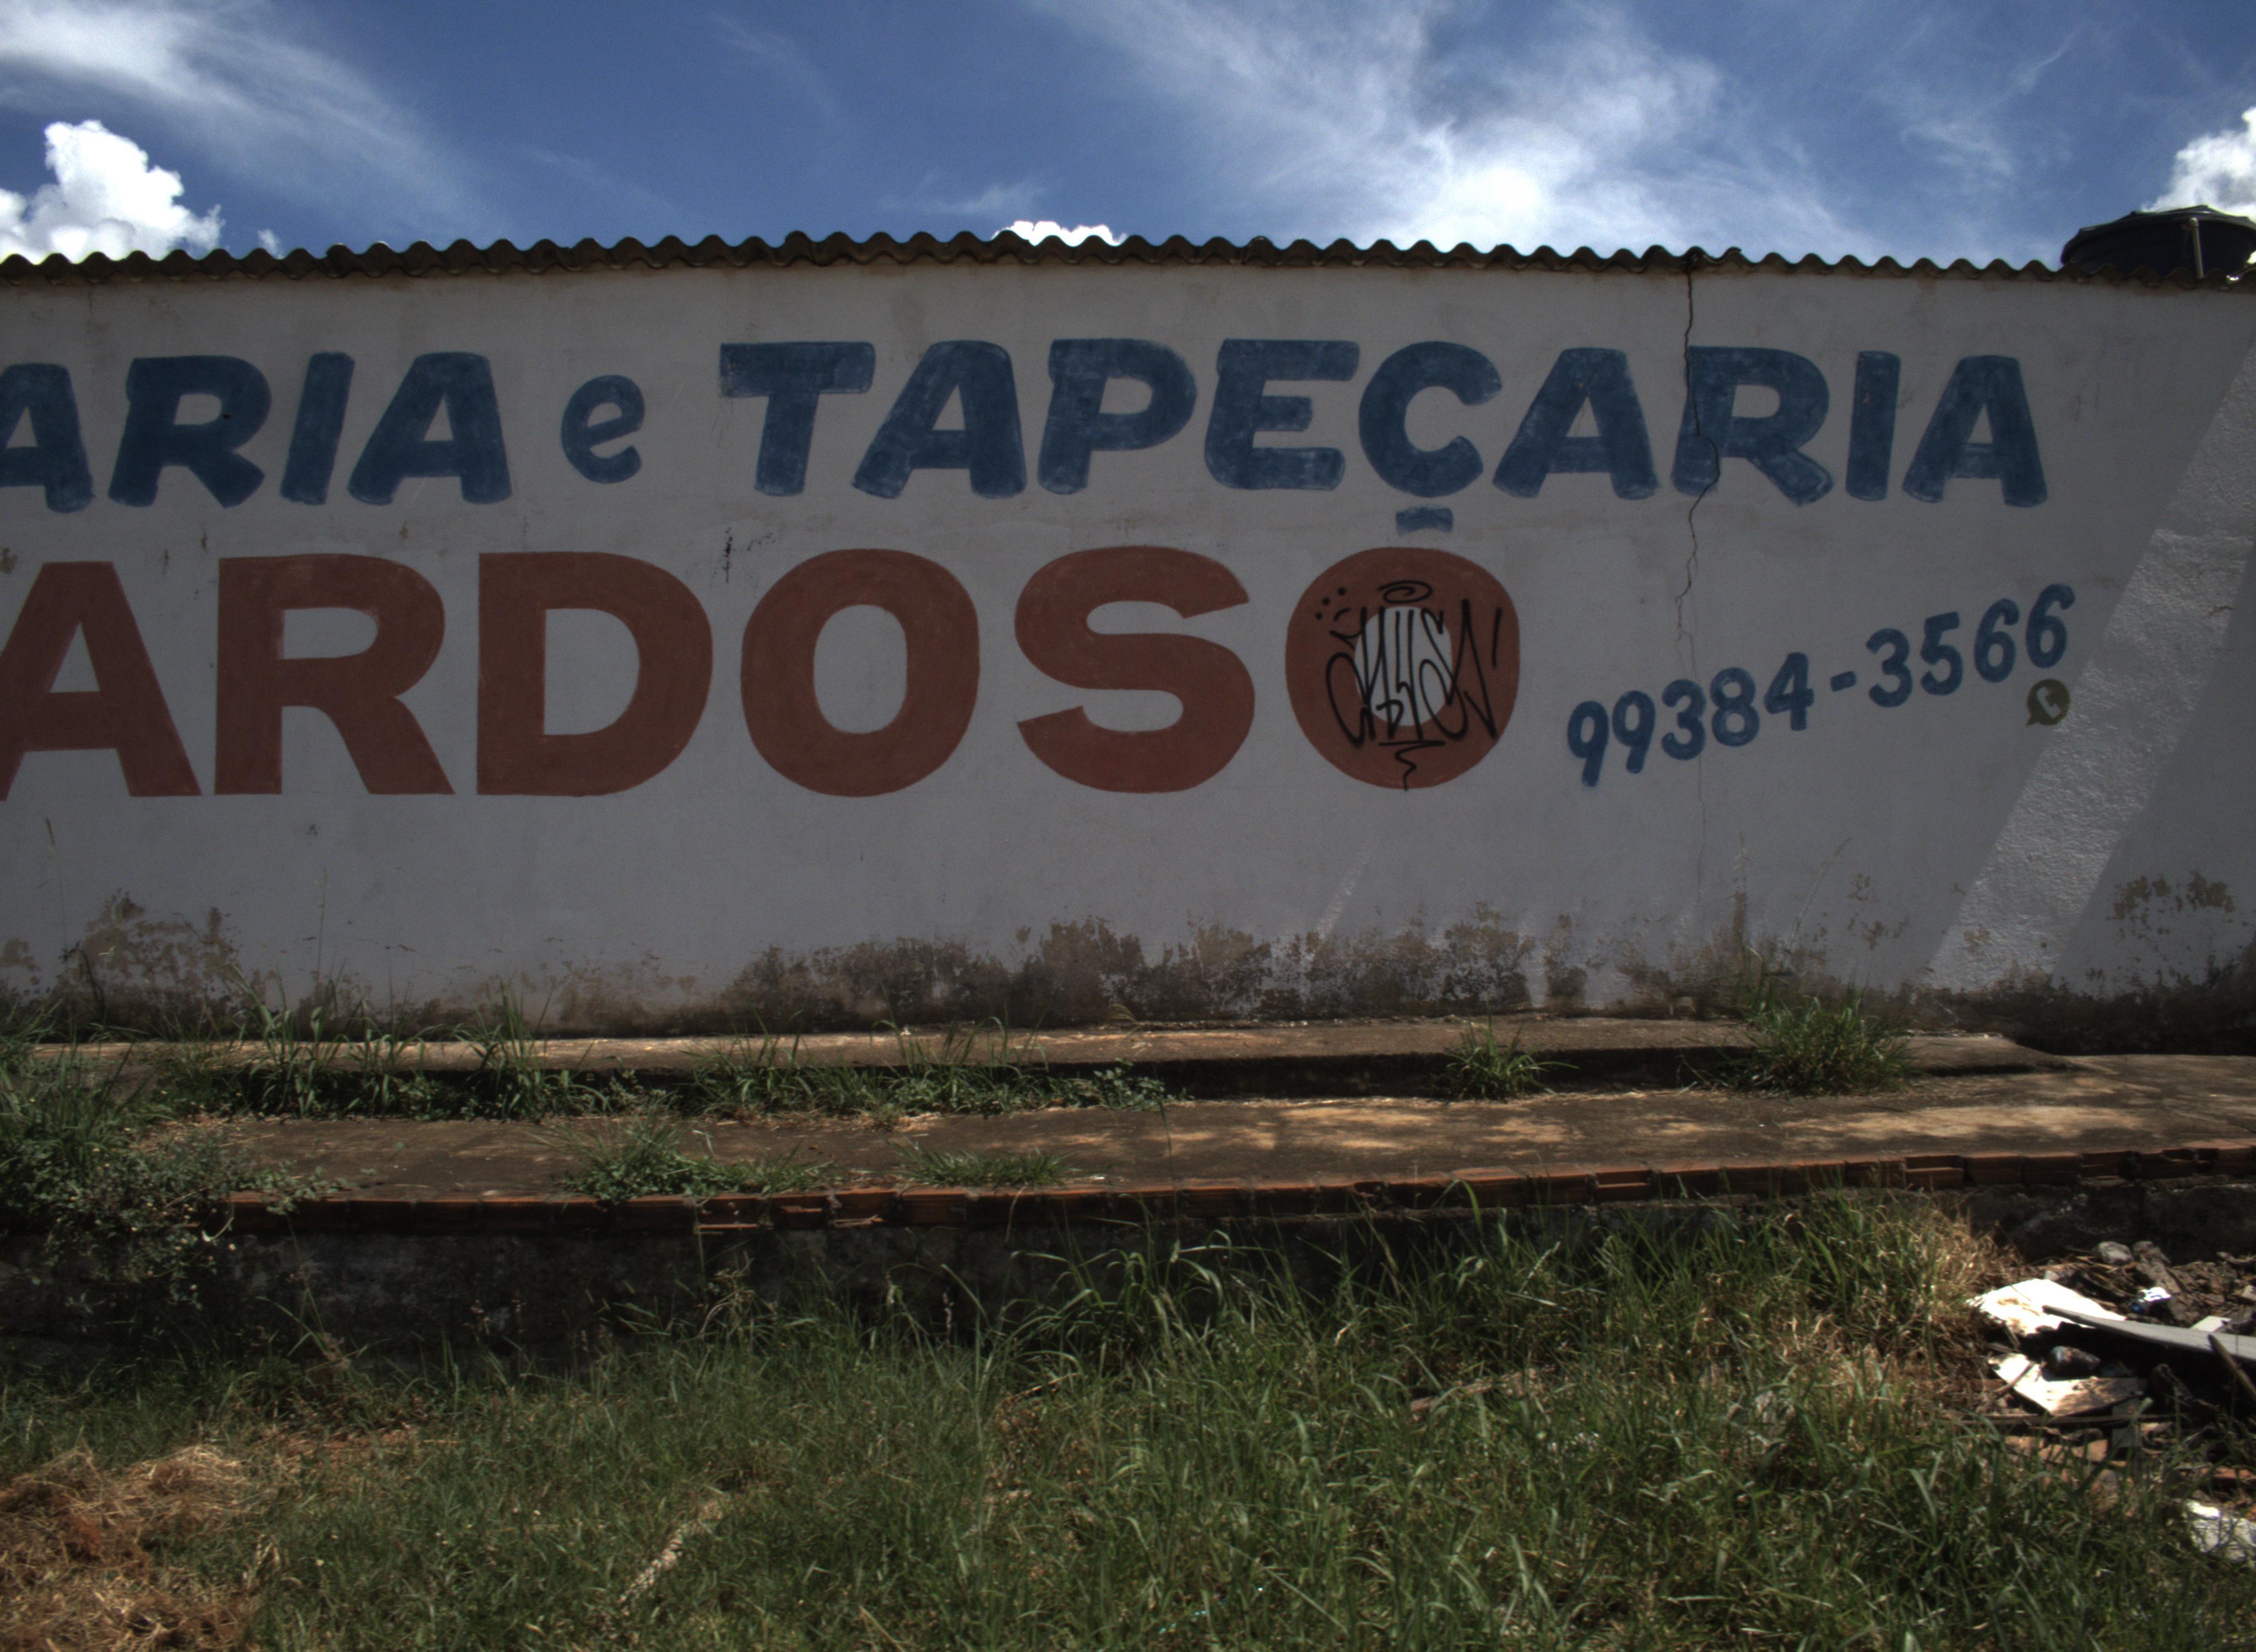 ARIA e TAPEÇARIA
ARDOSO
99384-3566